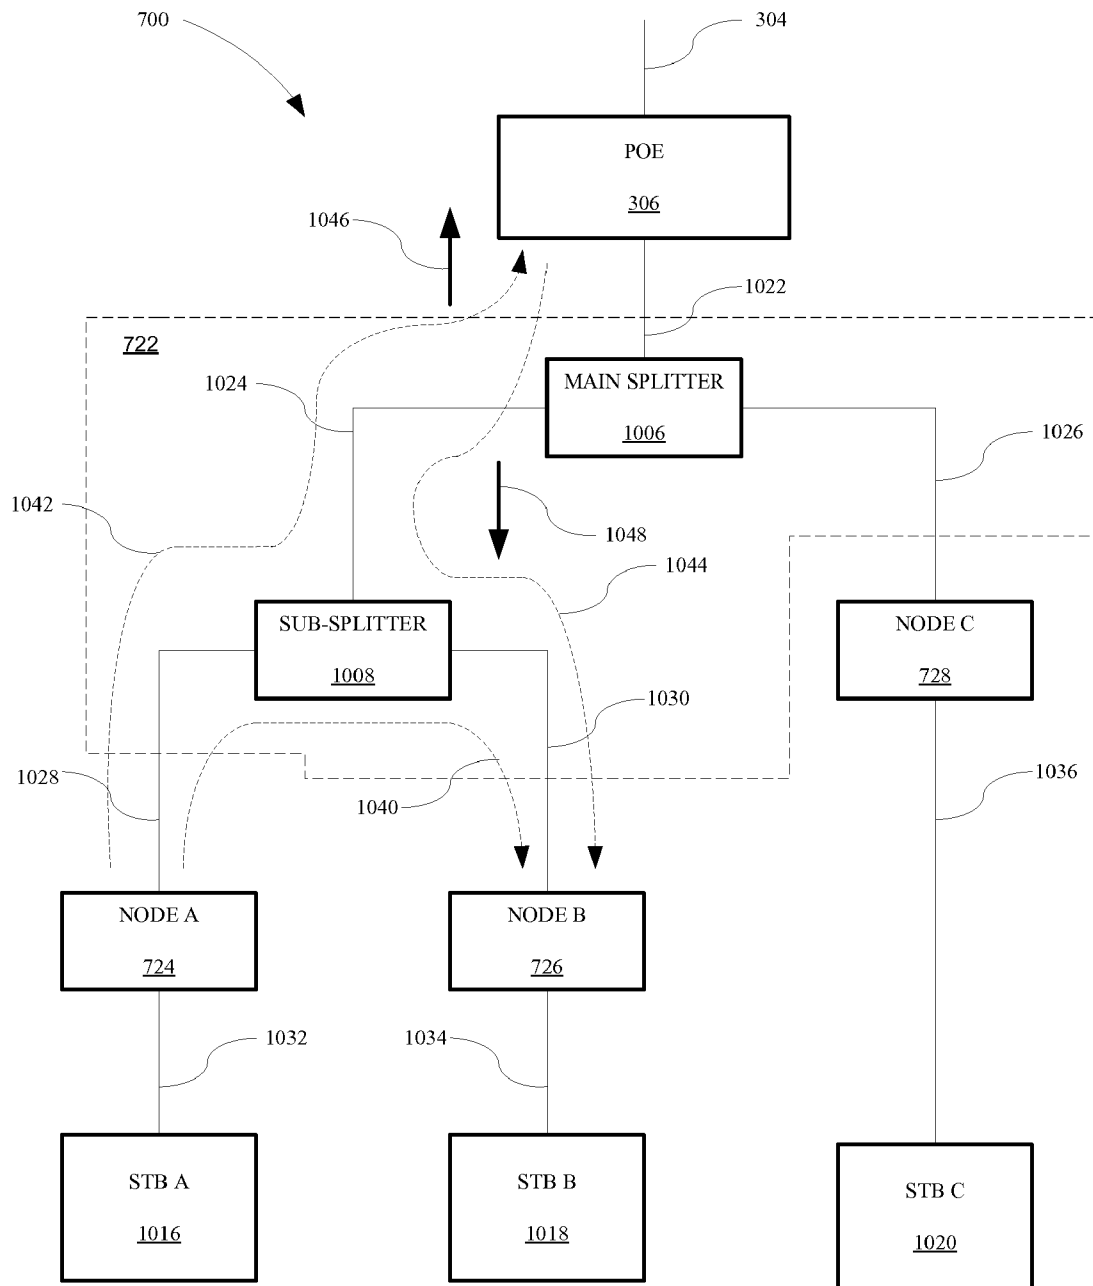 700
304
POE
306
1046
1022
722
MAIN SPLITTER
1024
1006
1026
1042
1048
1044
SUB-SPLITTER
NODE C
1008
728
1030
1028
1036
1040
NODE A
NODE B
724
726
1032
1034
STB A
STB B
STB C
1016
1018
1020